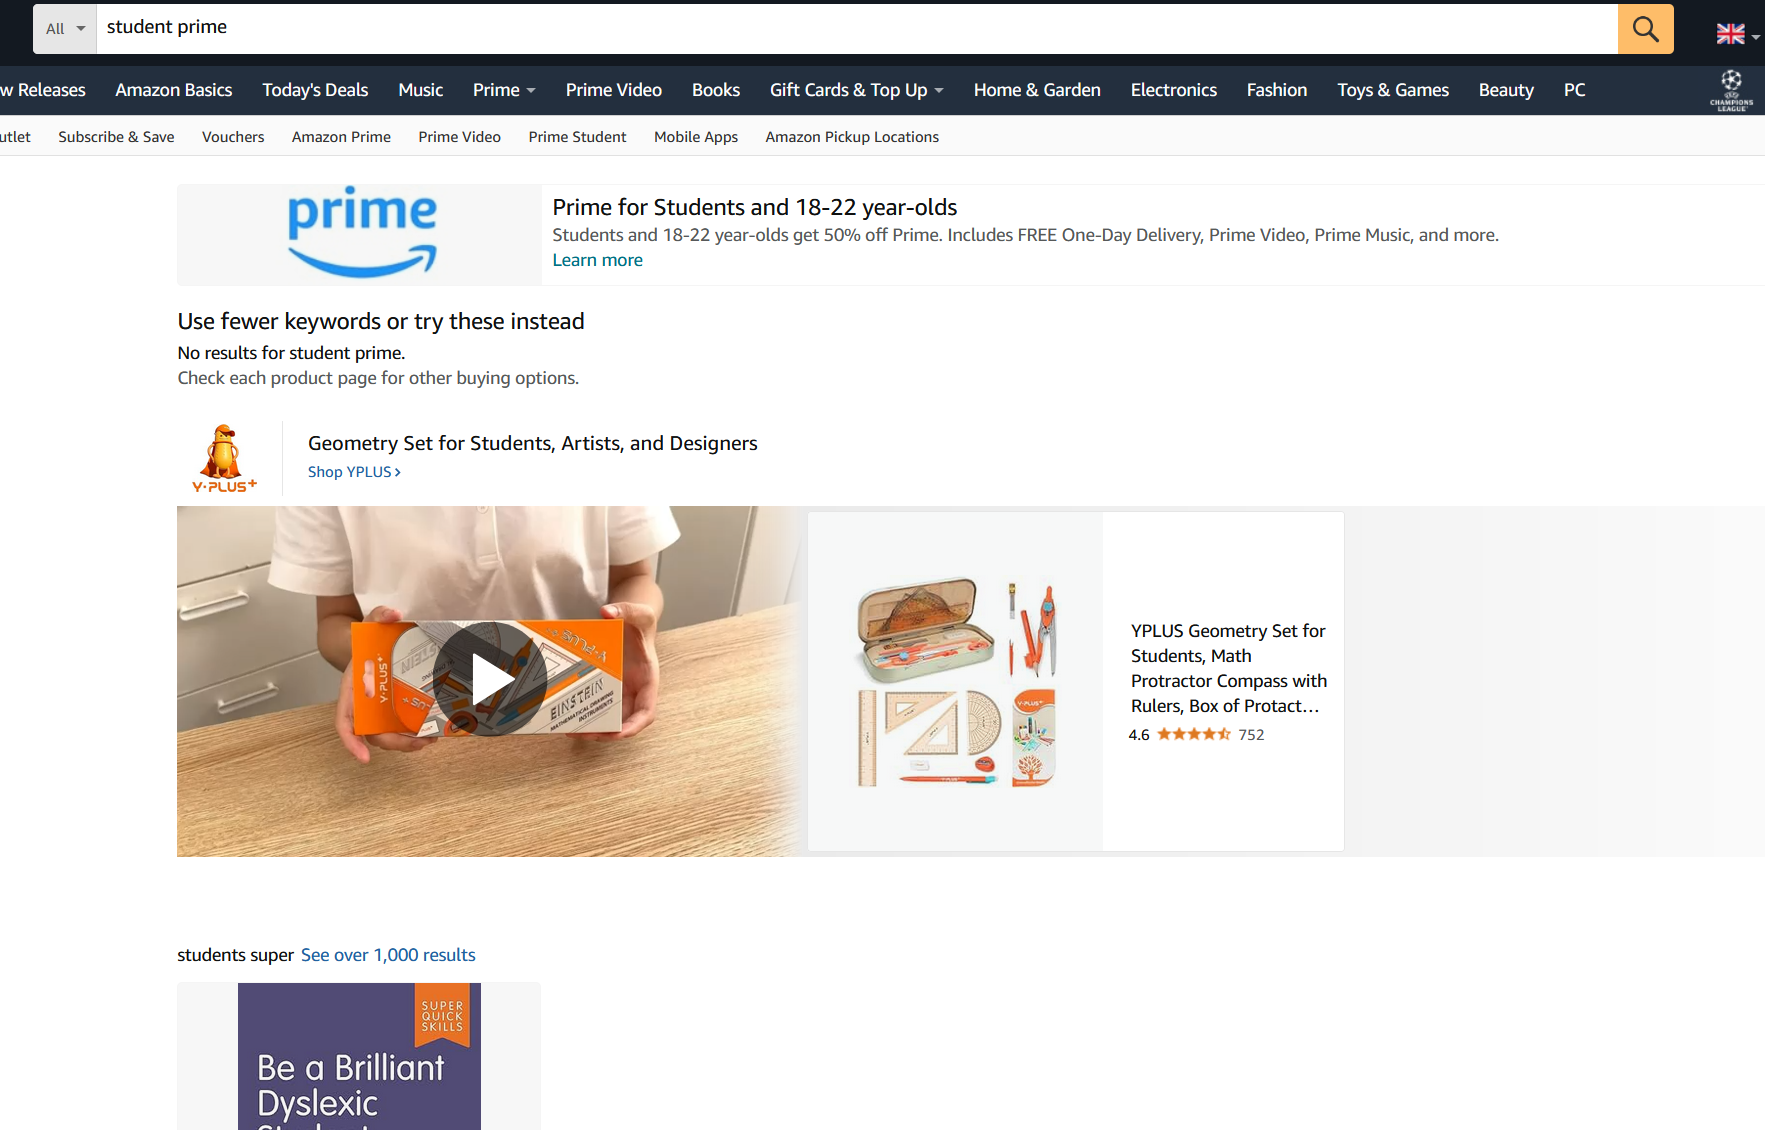 All
student prime
w Releases
Amazon Basics
Today's Deals
Music
Prime
Prime Video
Books
Gift Cards & Top Up
Home & Garden
Electronics
Fashion
Toys & Games
Beauty
PC
CHAMPIONS
LEAGUE
utlet
Subscribe & Save
Vouchers
Amazon Prime
Prime Video
Prime Student
Mobile Apps
Amazon Pickup Locations
prime
Prime for Students and 18-22 year-olds
Students and 18-22 year-olds get 50% off Prime. Includes FREE One-Day Delivery, Prime Video, Prime Music, and more.
Learn more
Use fewer keywords or try these instead
No results for student prime.
Check each product page for other buying options.
Y·PLUS+
Geometry Set for Students, Artists, and Designers
Shop YPLUS ›
Y·PLUS+
EINSTEIN
MATHEMATICAL DRAWING
INSTRUMENTS
Y·PLUS+
YPLUS Geometry Set for
Students, Math
Protractor Compass with
Rulers, Box of Protact...
4.6
752
students super See over 1,000 results
SUPER
QUICK
SKILLS
Be a Brilliant
Dyslexic